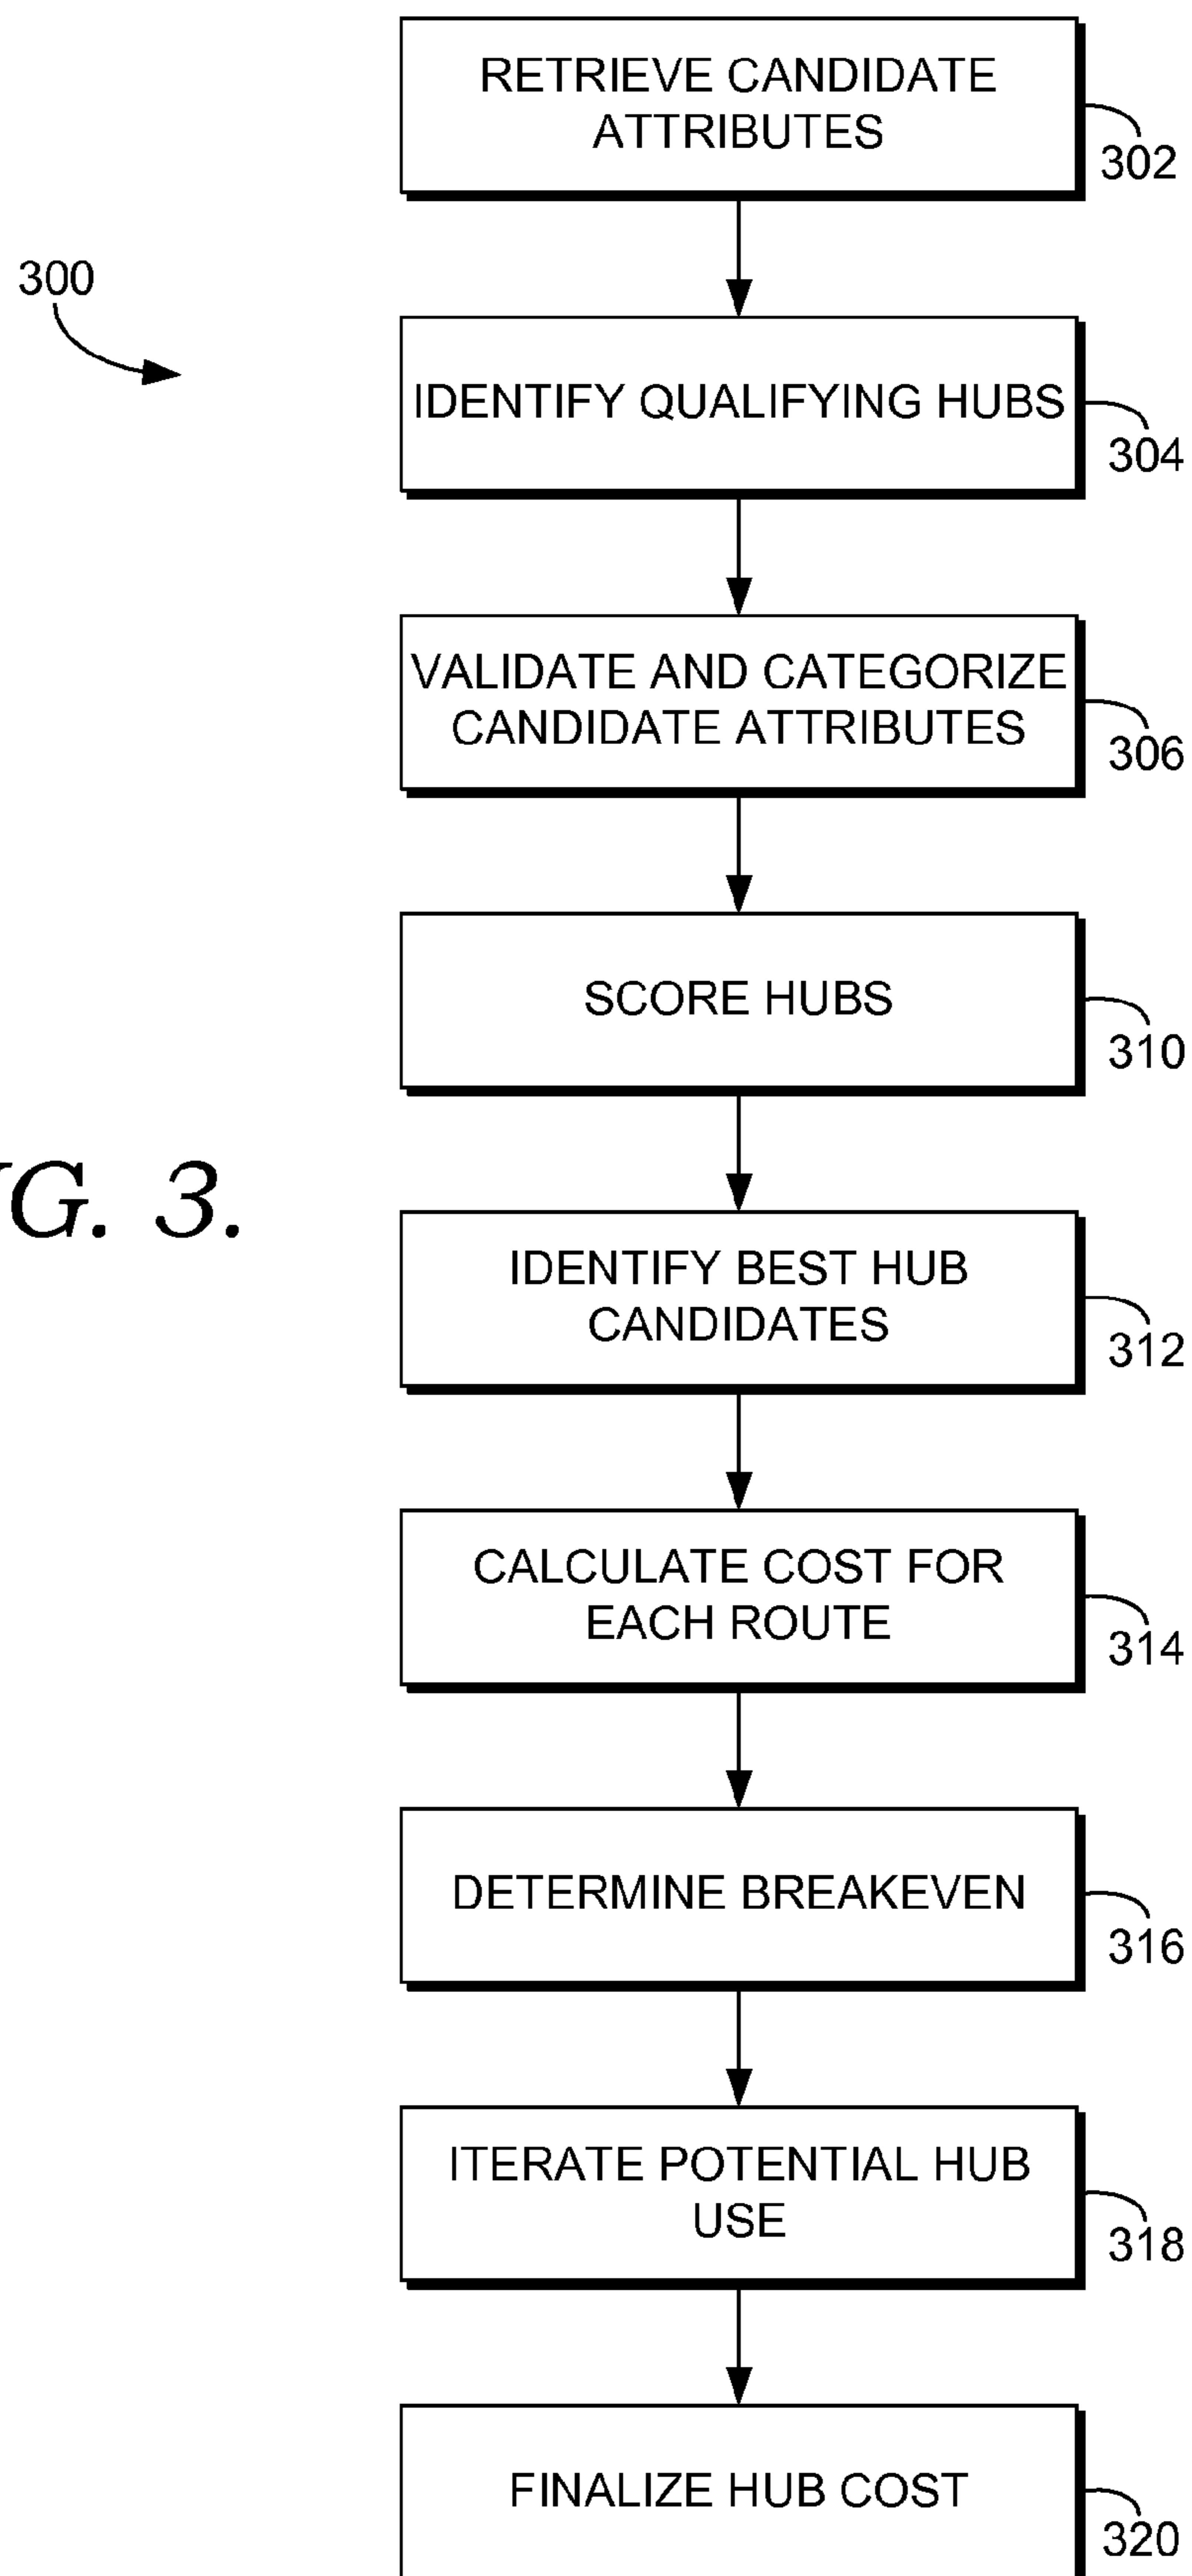 RETRIEVE CANDIDATE
ATTRIBUTES
302
300
IDENTIFY QUALIFYING HUBS
304
VALIDATE AND CATEGORIZE
CANDIDATE ATTRIBUTES
306
SCORE HUBS
310
G. 3.
IDENTIFY BEST HUB
CANDIDATES
312
CALCULATE COST FOR
EACH ROUTE
314
DETERMINE BREAKEVEN
316
ITERATE POTENTIAL HUB
USE
318
FINALIZE HUB COST
320